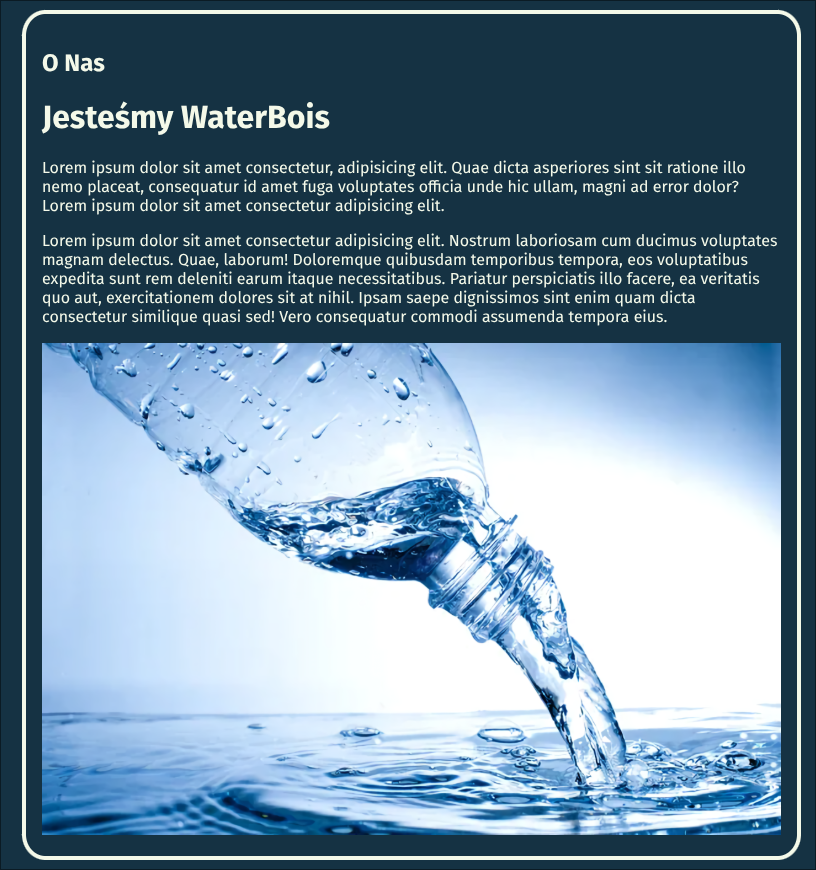 O Nas
Jesteśmy WaterBois
Lorem ipsum dolor sit amet consectetur, adipisicing elit. Quae dicta asperiores sint sit ratione illo
nemo placeat, consequatur id amet fuga voluptates officia unde hic ullam, magni ad error dolor?
Lorem ipsum dolor sit amet consectetur adipisicing elit.
Lorem ipsum dolor sit amet consectetur adipisicing elit. Nostrum laboriosam cum ducimus voluptates
magnam delectus. Quae, laborum! Doloremque quibusdam temporibus tempora, eos voluptatibus
expedita sunt rem deleniti earum itaque necessitatibus. Pariatur perspiciatis illo facere, ea veritatis
quo aut, exercitationem dolores sit at nihil. Ipsam saepe dignissimos sint enim quam dicta
consectetur similique quasi sed! Vero consequatur commodi assumenda tempora eius.